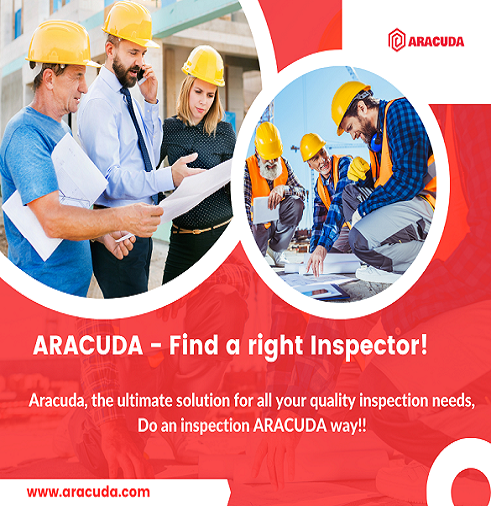 ARACUDA
ARACUDA - Find a right Inspector!
Aracuda, the ultimate solution for all your quality inspection needs,
Do an inspection ARACUDA way!!
www.aracuda.com